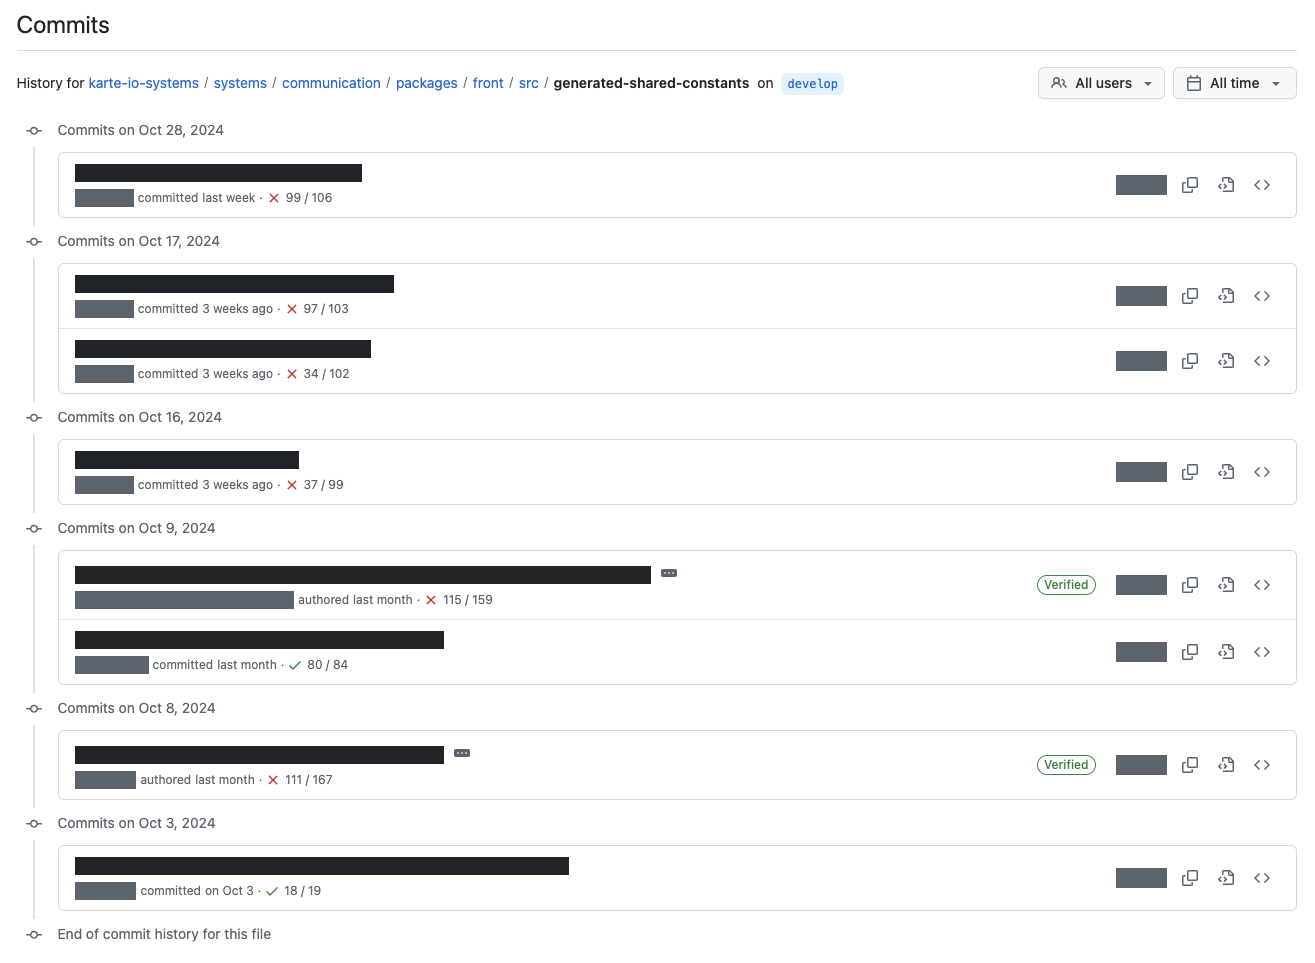 Commits
History for karte-io-systems / systems / communication / packages / front / src / generated-shared-constants on develop
All users
All time
Commits on Oct 28, 2024
committed last week · 99 / 106
Commits on Oct 17, 2024
committed 3 weeks ago · 97 / 103
committed 3 weeks ago · 34 / 102
Commits on Oct 16, 2024
committed 3 weeks ago · 37 / 99
Commits on Oct 9, 2024
Verified
authored last month · 115 / 159
committed last month · 80 / 84
Commits on Oct 8, 2024
Verified
authored last month · 111 / 167
Commits on Oct 3, 2024
committed on Oct 3 · 18 / 19
End of commit history for this file